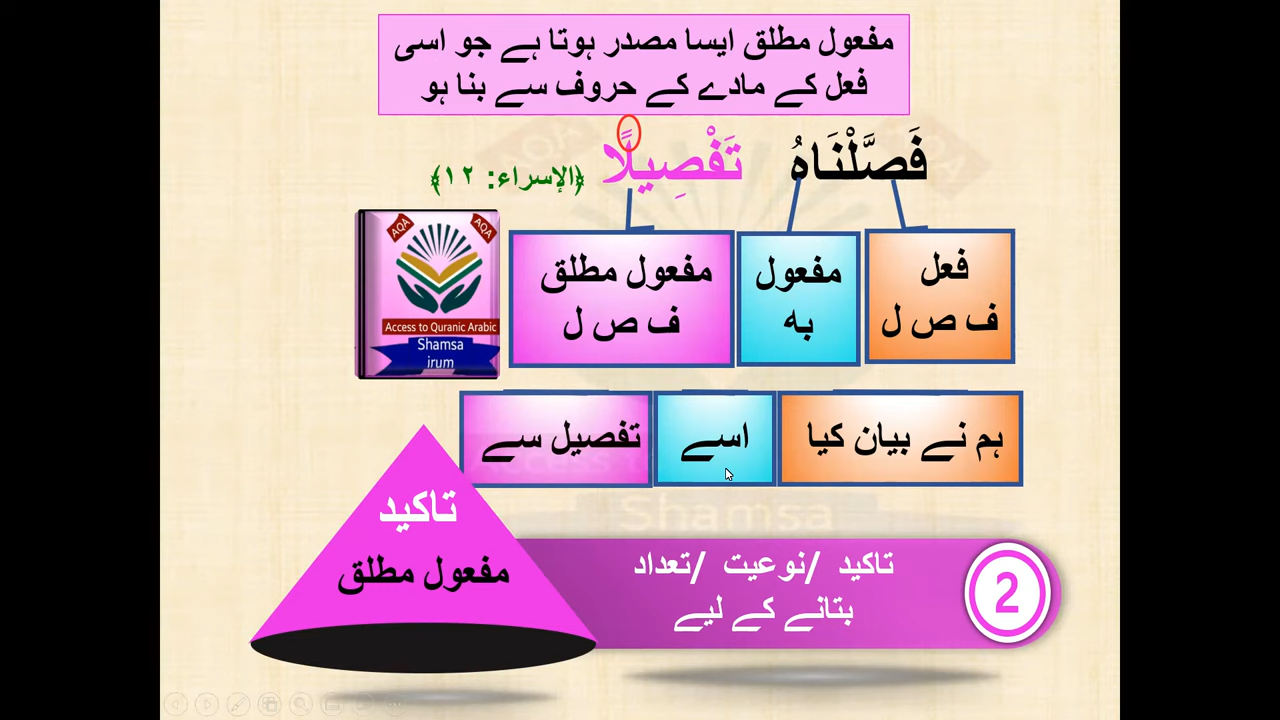 مفعول مطلق ایسا مصدر ہوتا ہے جو اسی
فعل کے مادے کے حروف سے بنا ہو
فَصَّلْنَاهُ تَفْصِيلًا ﴿الإسراء: ١٢﴾
فعل
ف ص ل
مفعول
به
مفعول مطلق
ف ص ل
AQA
AQA
Access to Quranic Arabic
Shamsa
irum
ہم نے بیان کیا
اسے
تفصیل سے
تاکید
مفعول مطلق
تاکید /نوعیت /تعداد
بتانے کے لیے
2
Shamsa